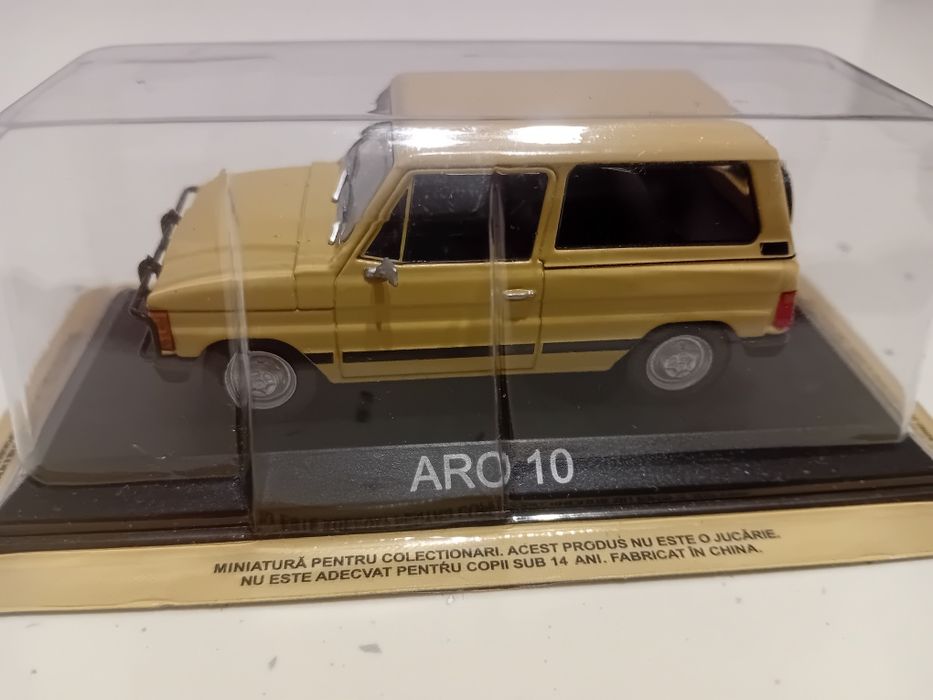 ARO 10
MINIATURĂ PENTRU COLECȚIONARI. ACEST PRODUS NU ESTE O JUCĂRIE.
NU ESTE ADECVAT PENTRU COPII SUB 14 ANI. FABRICAT ÎN CHINA.